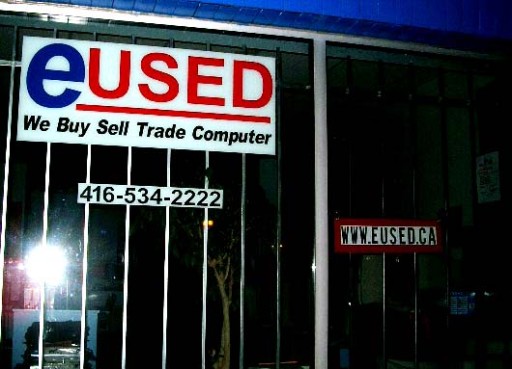 eUSED
We Buy Sell Trade Computer
416-534-2222
WWW.EUSED.CA